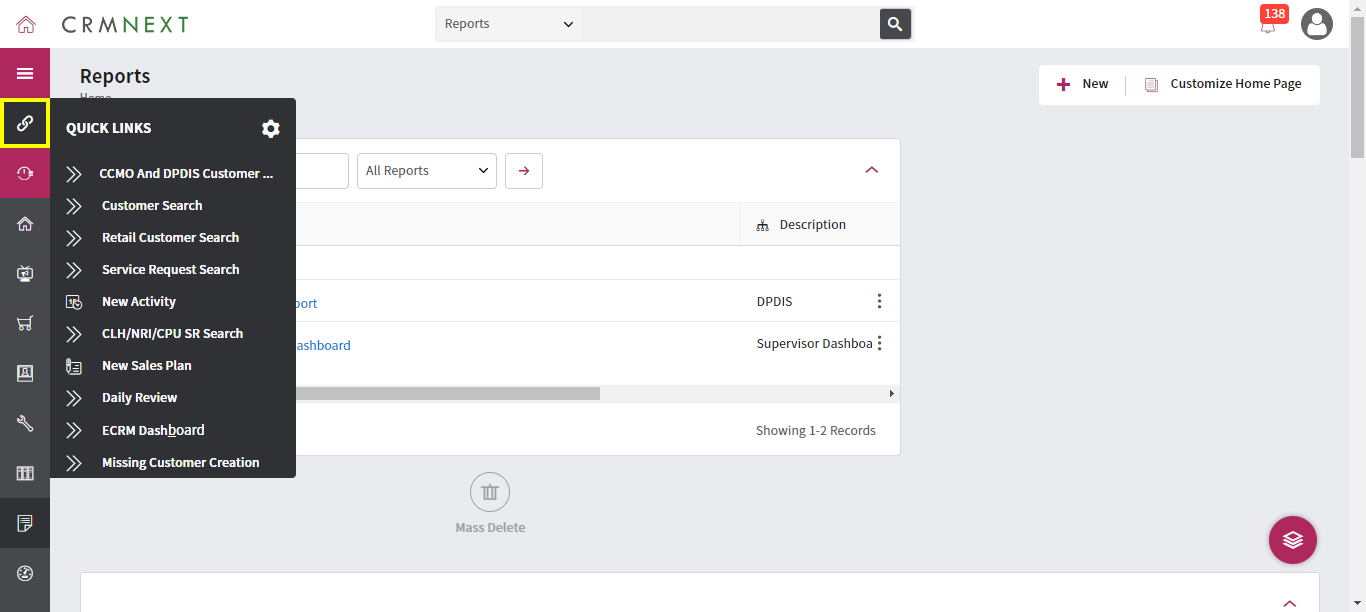 CRMNEXT
Reports
138
Reports
Home
New
Customize Home Page
QUICK LINKS
CCMO And DPDIS Customer ...
Customer Search
Retail Customer Search
Service Request Search
New Activity
CLH/NRI/CPU SR Search
New Sales Plan
Daily Review
ECRM Dashboard
Missing Customer Creation
All Reports
Description
port
DPDIS
ashboard
Supervisor Dashboa
Showing 1-2 Records
Mass Delete